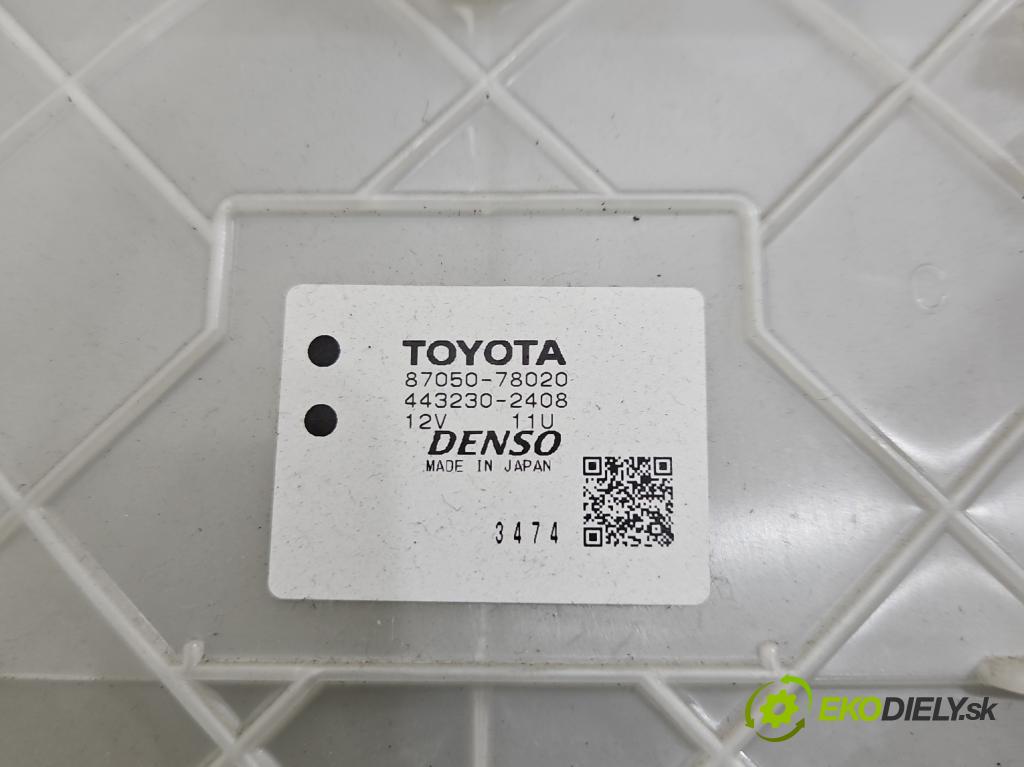 C
TOYOTA
87050-78020
443230-2408
12V 11U
DENSO
MADE IN JAPAN
3474
EKODIELY.sk